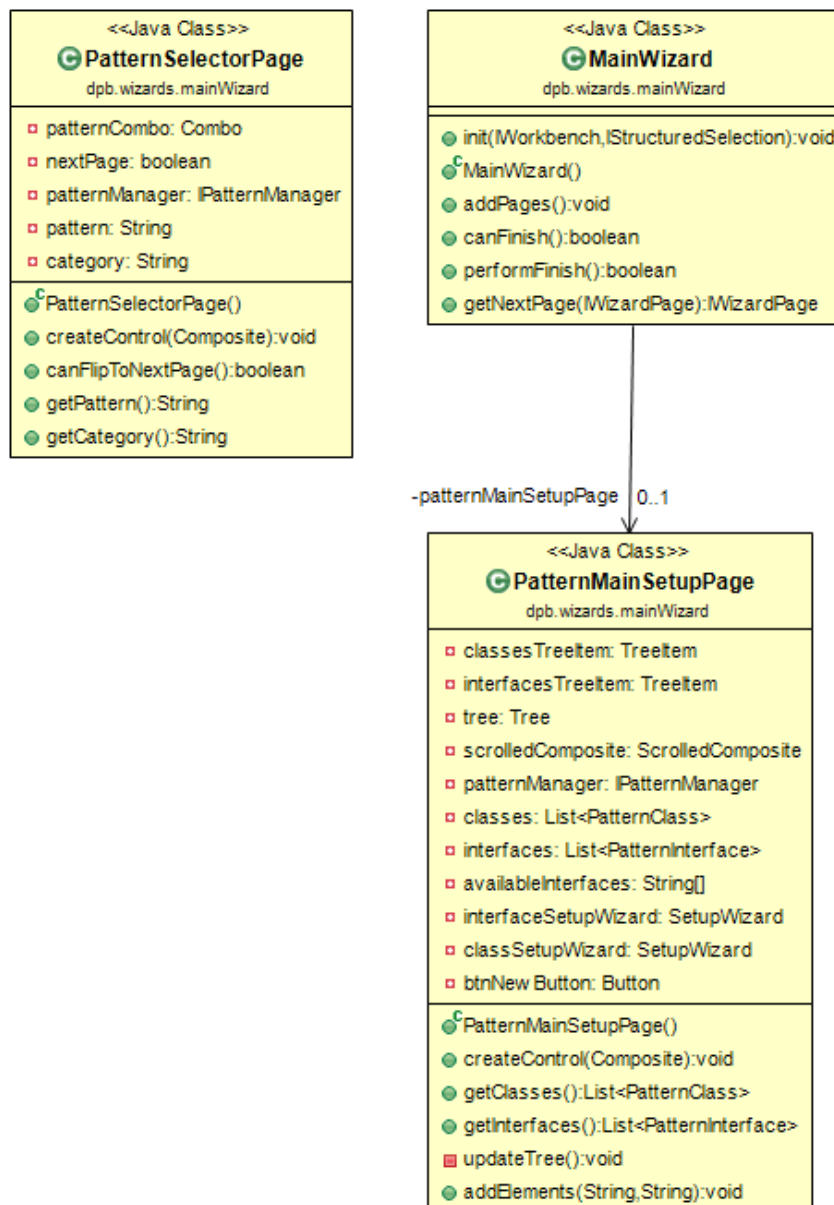 <<Java Class>>
PatternSelectorPage
dpb.wizards.mainWizard
patternCombo: Combo
nextPage: boolean
patternManager: IPatternManager
pattern: String
category: String
PatternSelectorPage()
createControl(Composite):void
canFlipToNextPage():boolean
getPattern():String
getCategory():String
<<Java Class>>
MainWizard
dpb.wizards.mainWizard
init(IWorkbench,IStructuredSelection):void
MainWizard()
addPages():void
canFinish():boolean
performFinish():boolean
getNextPage(IWizardPage):IWizardPage
-patternMainSetupPage 0..1
<<Java Class>>
PatternMainSetupPage
dpb.wizards.mainWizard
classesTreeItem: TreeItem
interfacesTreeItem: TreeItem
tree: Tree
scrolledComposite: ScrolledComposite
patternManager: IPatternManager
classes: List<PatternClass>
interfaces: List<PatternInterface>
availableInterfaces: String[]
interfaceSetupWizard: SetupWizard
classSetupWizard: SetupWizard
btnNewButton: Button
PatternMainSetupPage()
createControl(Composite):void
getClasses():List<PatternClass>
getInterfaces():List<PatternInterface>
updateTree():void
addElements(String,String):void